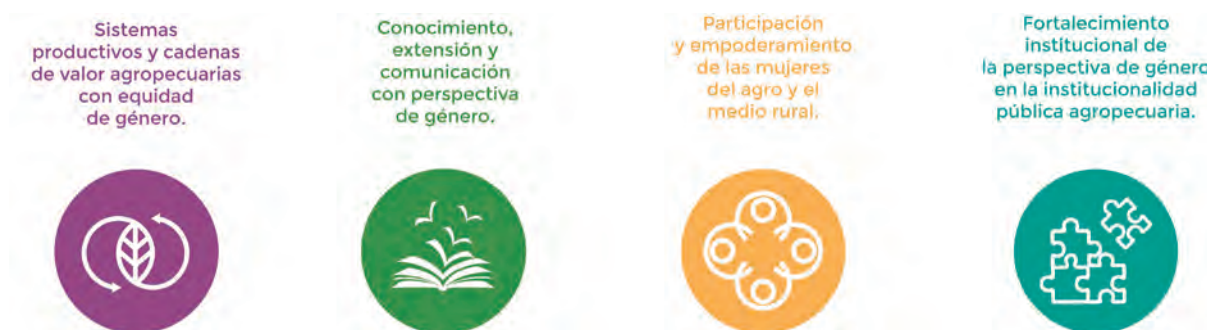 Sistemas
productivos y cadenas
de valor agropecuarias
con equidad
de género.
Conocimiento,
extensión y
comunicación
con perspectiva
de género.
Participación
y empoderamiento
de las mujeres
del agro y el
medio rural.
Fortalecimiento
institucional de
la perspectiva de género
en la institucionalidad
pública agropecuaria.